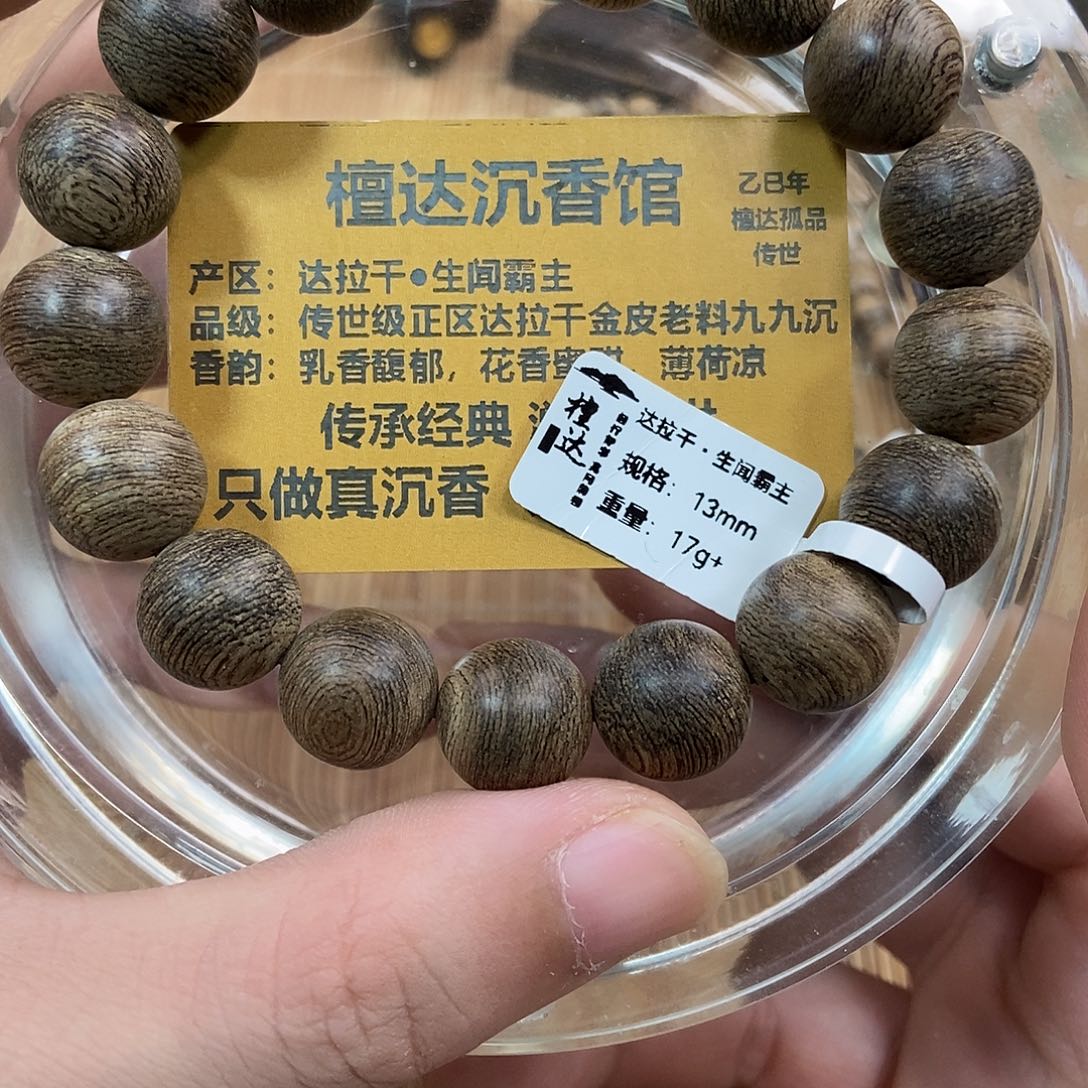 檀达沉香馆
乙巳年
檀达孤品
传世
产区：达拉干•生闻霸主
品级：传世级正区达拉干金皮老料九九沉
香韵：乳香馥郁，花香蜜甜，薄荷凉
传承经典
只做真沉香
檀达
达拉干·生闻霸主
规格：13mm
重量：17g+